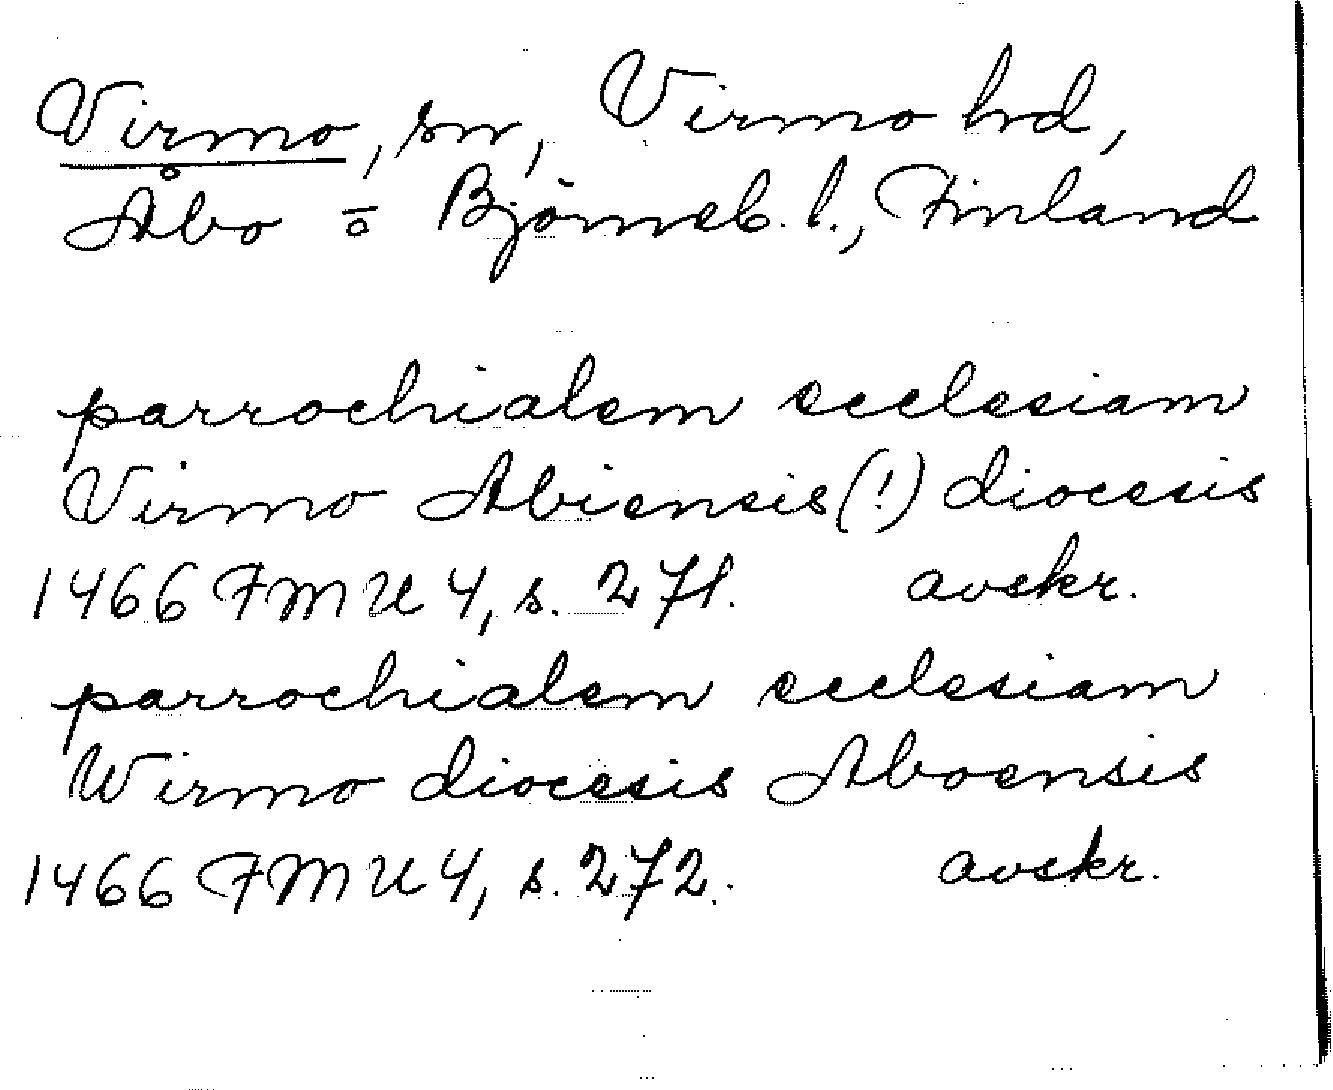 Virmo, sn, Virmo hrd,
Åbo = o Björneb. l., Finland
parrochialem ecclesiam
Virmo Abiensis (!) diocesis
1466 FMU 4, s. 271. avskr.
parrochialem ecclesiam
Wirmo diocesis Aboensis
1466 FMU 4, s. 272. avskr.